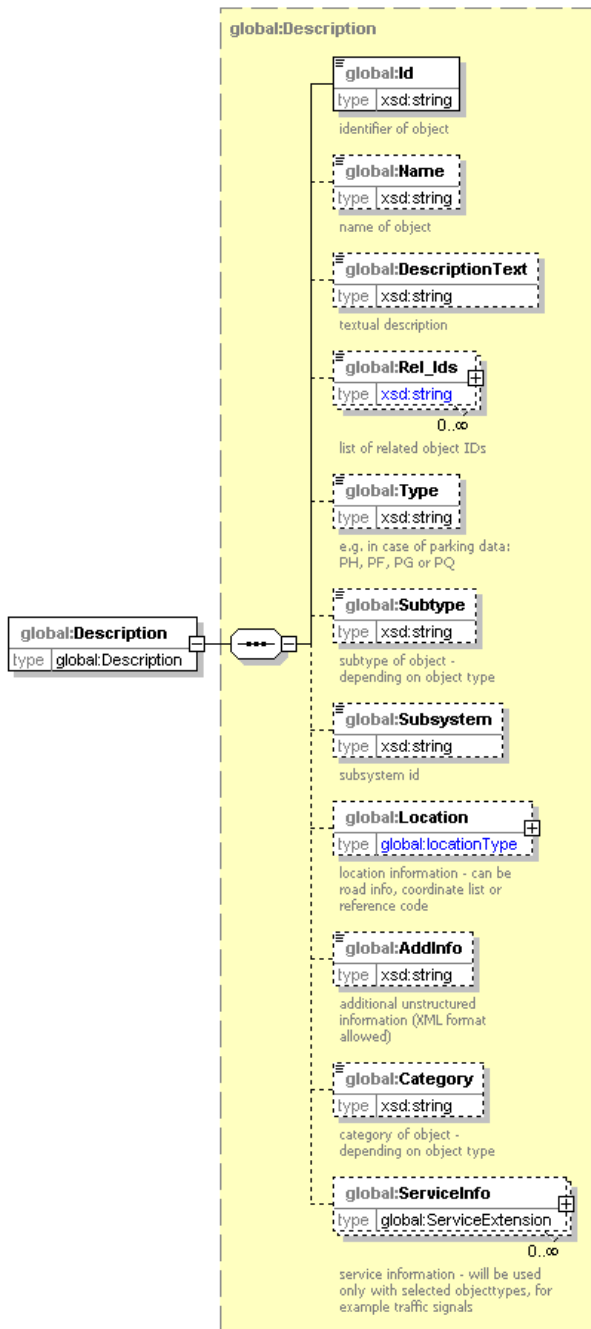 global:Description
global:Id
type xsd:string
identifier of object
global:Name
type xsd:string
name of object
global:DescriptionText
type xsd:string
textual description
global:Rel_Ids
type xsd:string
0..∞
list of related object IDs
global:Type
type xsd:string
e.g. in case of parking data:
PH, PF, PG or PQ
global:Description
type global:Description
global:Subtype
type xsd:string
subtype of object -
depending on object type
global:Subsystem
type xsd:string
subsystem id
global:Location
type global:locationType
location information - can be
road info, coordinate list or
reference code
global:AddInfo
type xsd:string
additional unstructured
information (XML format
allowed)
global:Category
type xsd:string
category of object -
depending on object type
global:ServiceInfo
type global:ServiceExtension
0..∞
service information - will be used
only with selected objecttypes, for
example traffic signals